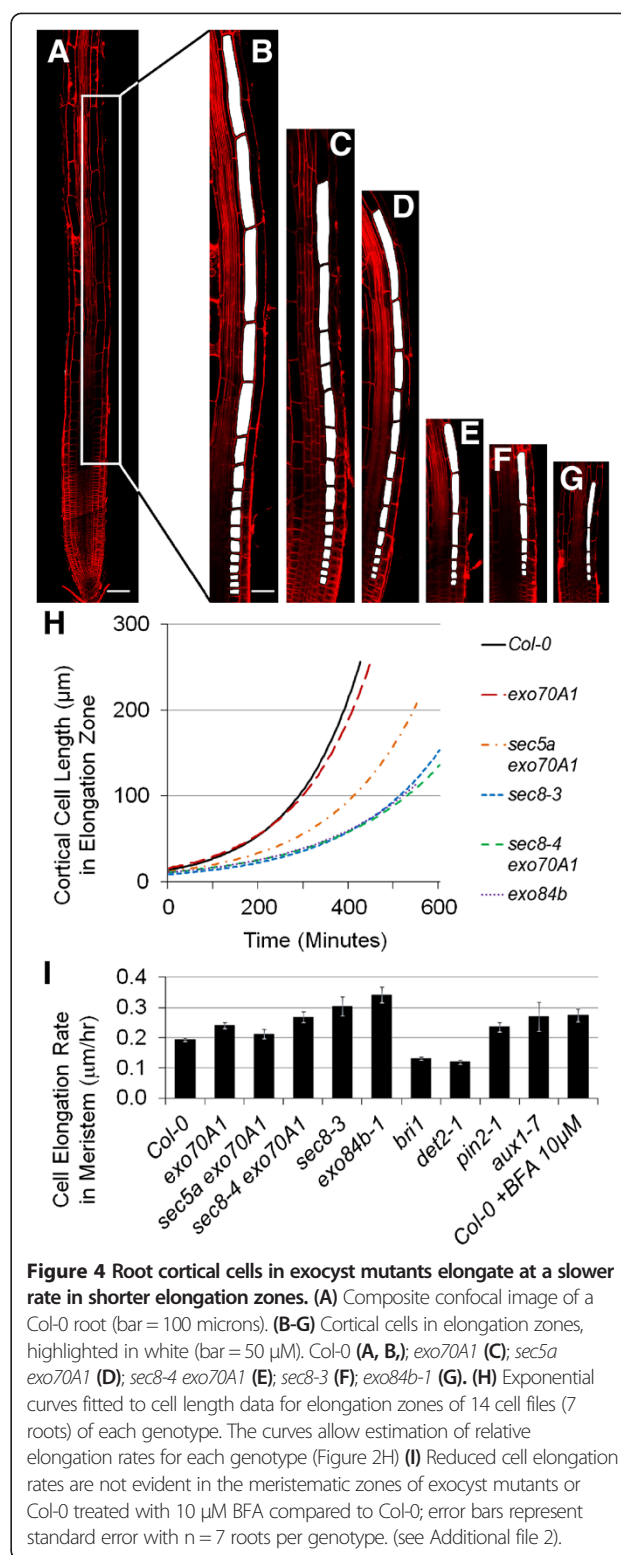 A
B
C
D
E
F
G
H
300
200
100
0
Cortical Cell Length (µm)
in Elongation Zone
0
200
400
600
Time (Minutes)
Col-0
exo70A1
sec5a
exo70A1
sec8-3
sec8-4
exo70A1
exo84b
I
0.4
0.3
0.2
0.1
0.0
Cell Elongation Rate
in Meristem (µm/hr)
Col-0
exo70A1
sec5a exo70A1
sec8-4 exo70A1
sec8-3
exo84b-1
bri1
det2-1
pin2-1
aux1-7
Col-0 +BFA 10µM
Figure 4 Root cortical cells in exocyst mutants elongate at a slower
rate in shorter elongation zones. (A) Composite confocal image of a
Col-0 root (bar = 100 microns). (B-G) Cortical cells in elongation zones,
highlighted in white (bar = 50 µM). Col-0 (A, B,); exo70A1 (C); sec5a
exo70A1 (D); sec8-4 exo70A1 (E); sec8-3 (F); exo84b-1 (G). (H) Exponential
curves fitted to cell length data for elongation zones of 14 cell files (7
roots) of each genotype. The curves allow estimation of relative
elongation rates for each genotype (Figure 2H) (I) Reduced cell elongation
rates are not evident in the meristematic zones of exocyst mutants or
Col-0 treated with 10 µM BFA compared to Col-0; error bars represent
standard error with n = 7 roots per genotype. (see Additional file 2).